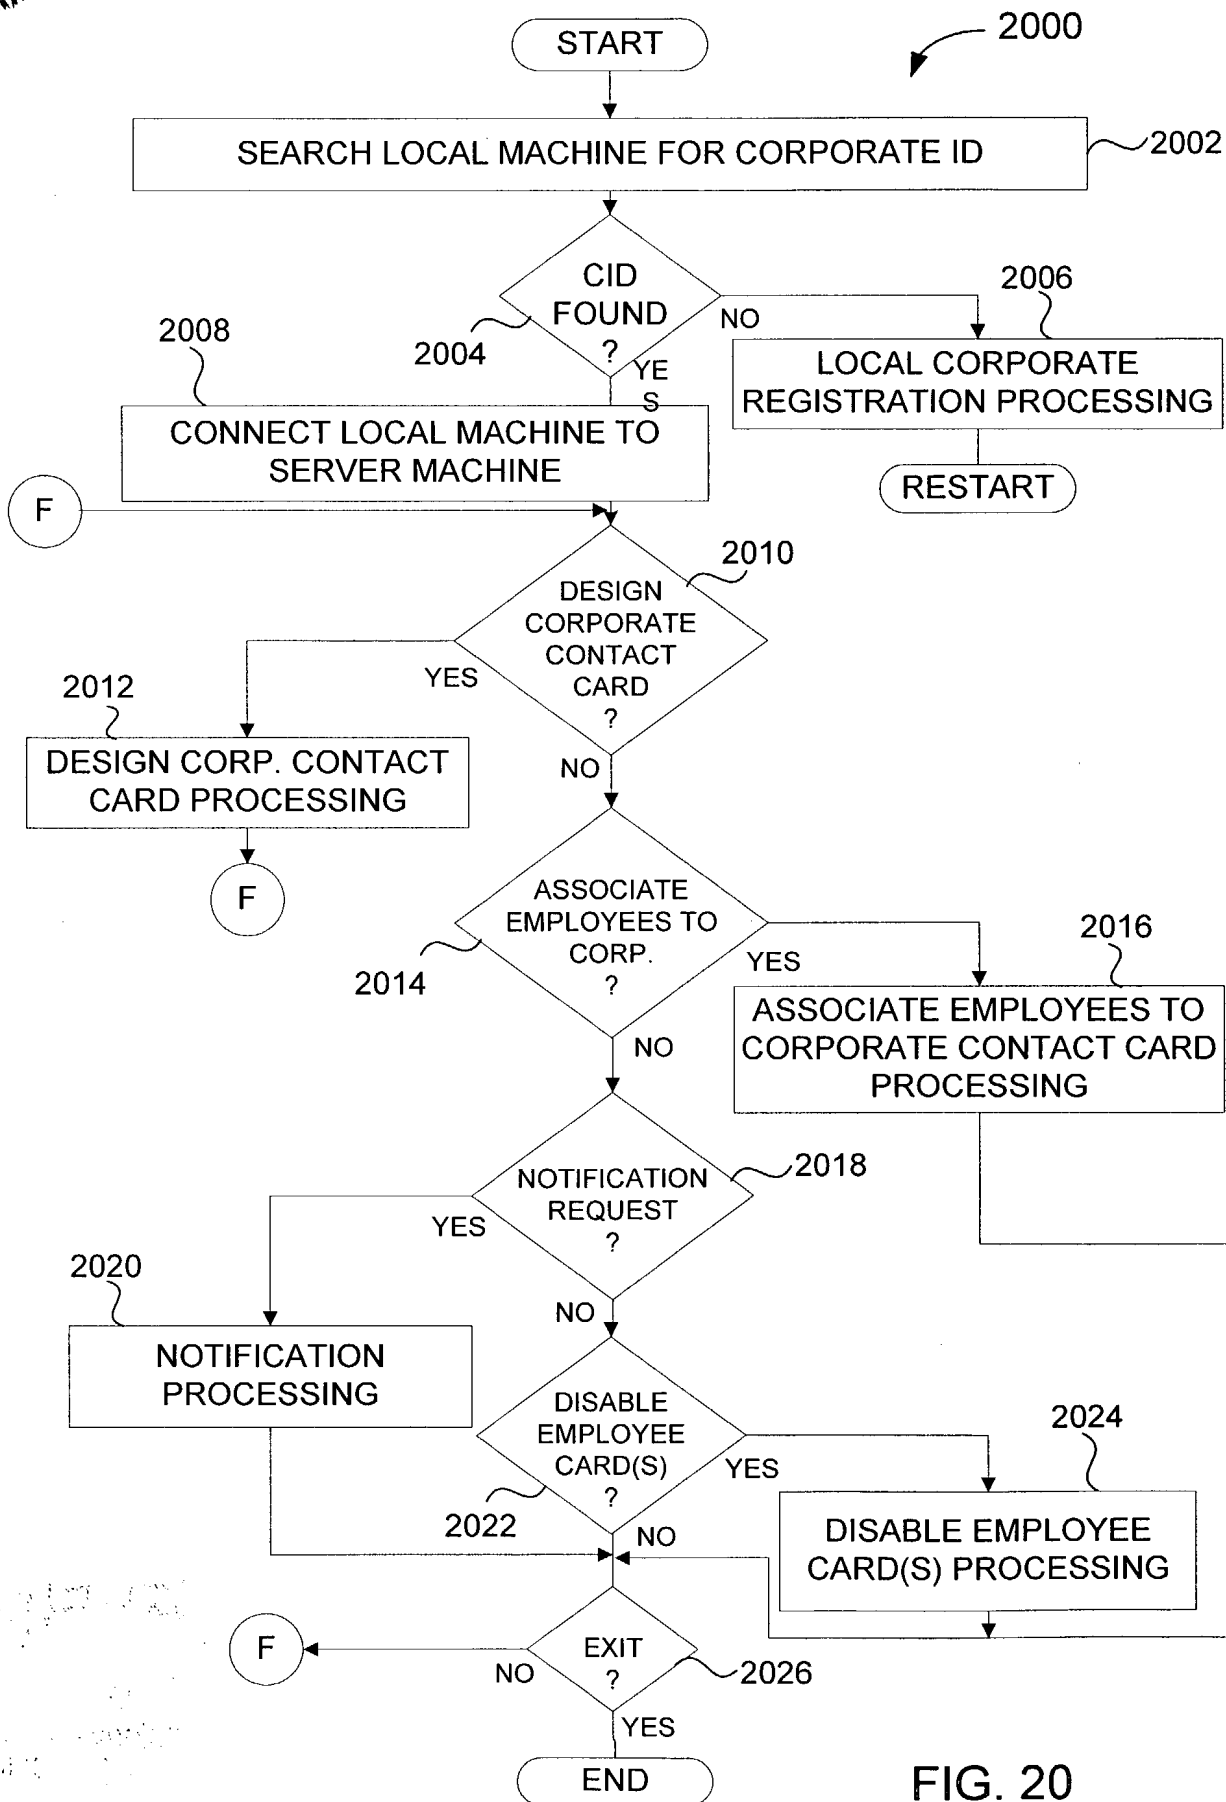 START
2000
SEARCH LOCAL MACHINE FOR CORPORATE ID
2002
CID
FOUND
?
2004
YE
S
NO
2006
LOCAL CORPORATE
REGISTRATION PROCESSING
RESTART
2008
CONNECT LOCAL MACHINE TO
SERVER MACHINE
F
2010
DESIGN
CORPORATE
CONTACT
CARD
?
YES
NO
2012
DESIGN CORP. CONTACT
CARD PROCESSING
F
ASSOCIATE
EMPLOYEES TO
CORP.
?
2014
YES
NO
2016
ASSOCIATE EMPLOYEES TO
CORPORATE CONTACT CARD
PROCESSING
2018
NOTIFICATION
REQUEST
?
YES
NO
2020
NOTIFICATION
PROCESSING
DISABLE
EMPLOYEE
CARD(S)
?
2022
YES
NO
2024
DISABLE EMPLOYEE
CARD(S) PROCESSING
F
EXIT
?
NO
2026
YES
END
FIG. 20